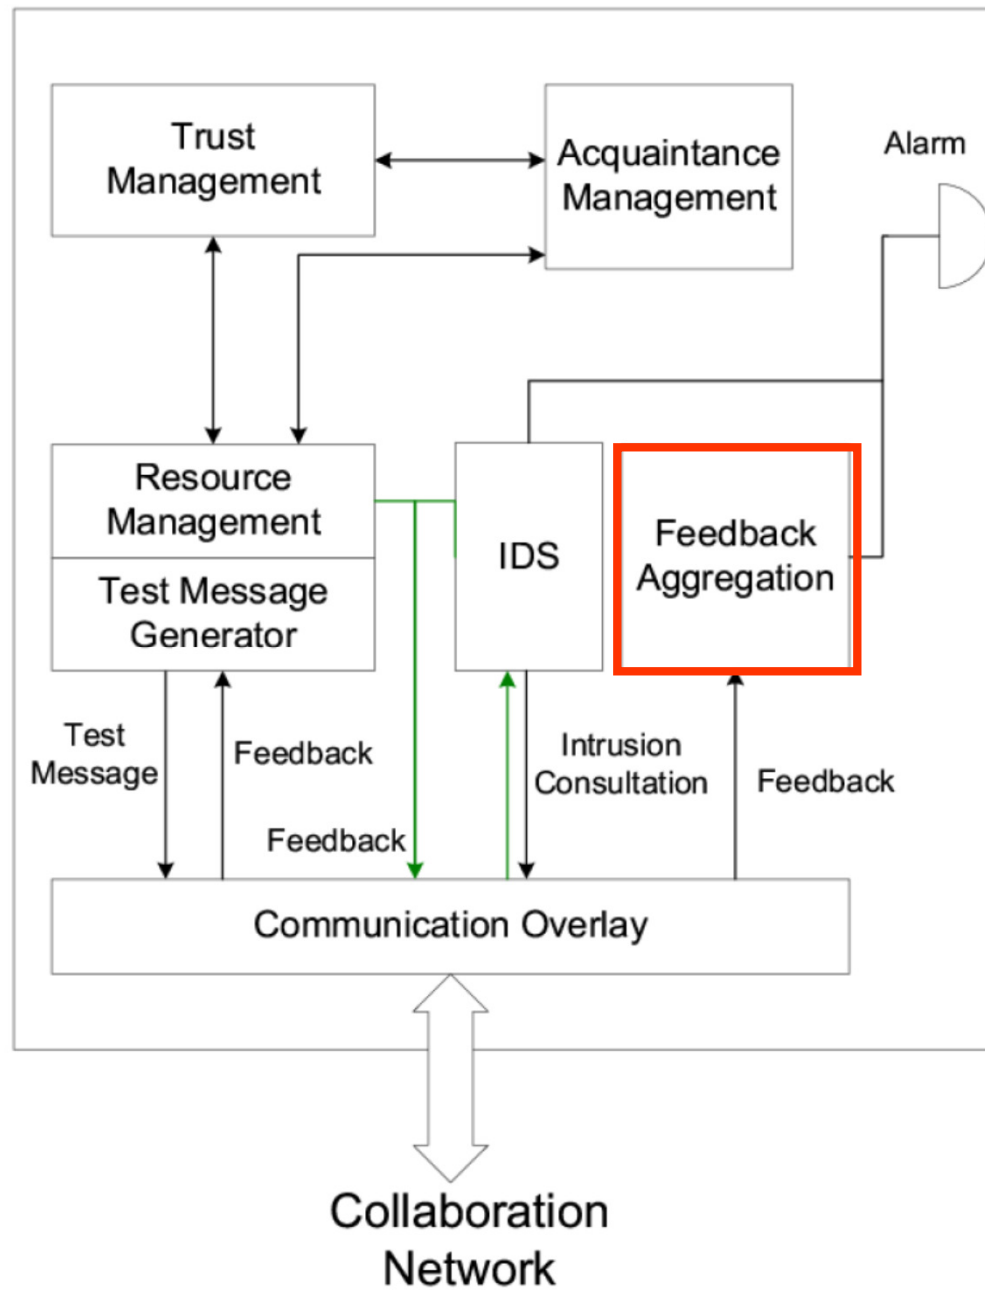 Trust
Management
Acquaintance
Management
Alarm
Resource
Management
Test Message
Generator
IDS
Feedback
Aggregation
Test
Message
Feedback
Feedback
Intrusion
Consultation
Feedback
Communication Overlay
Collaboration
Network